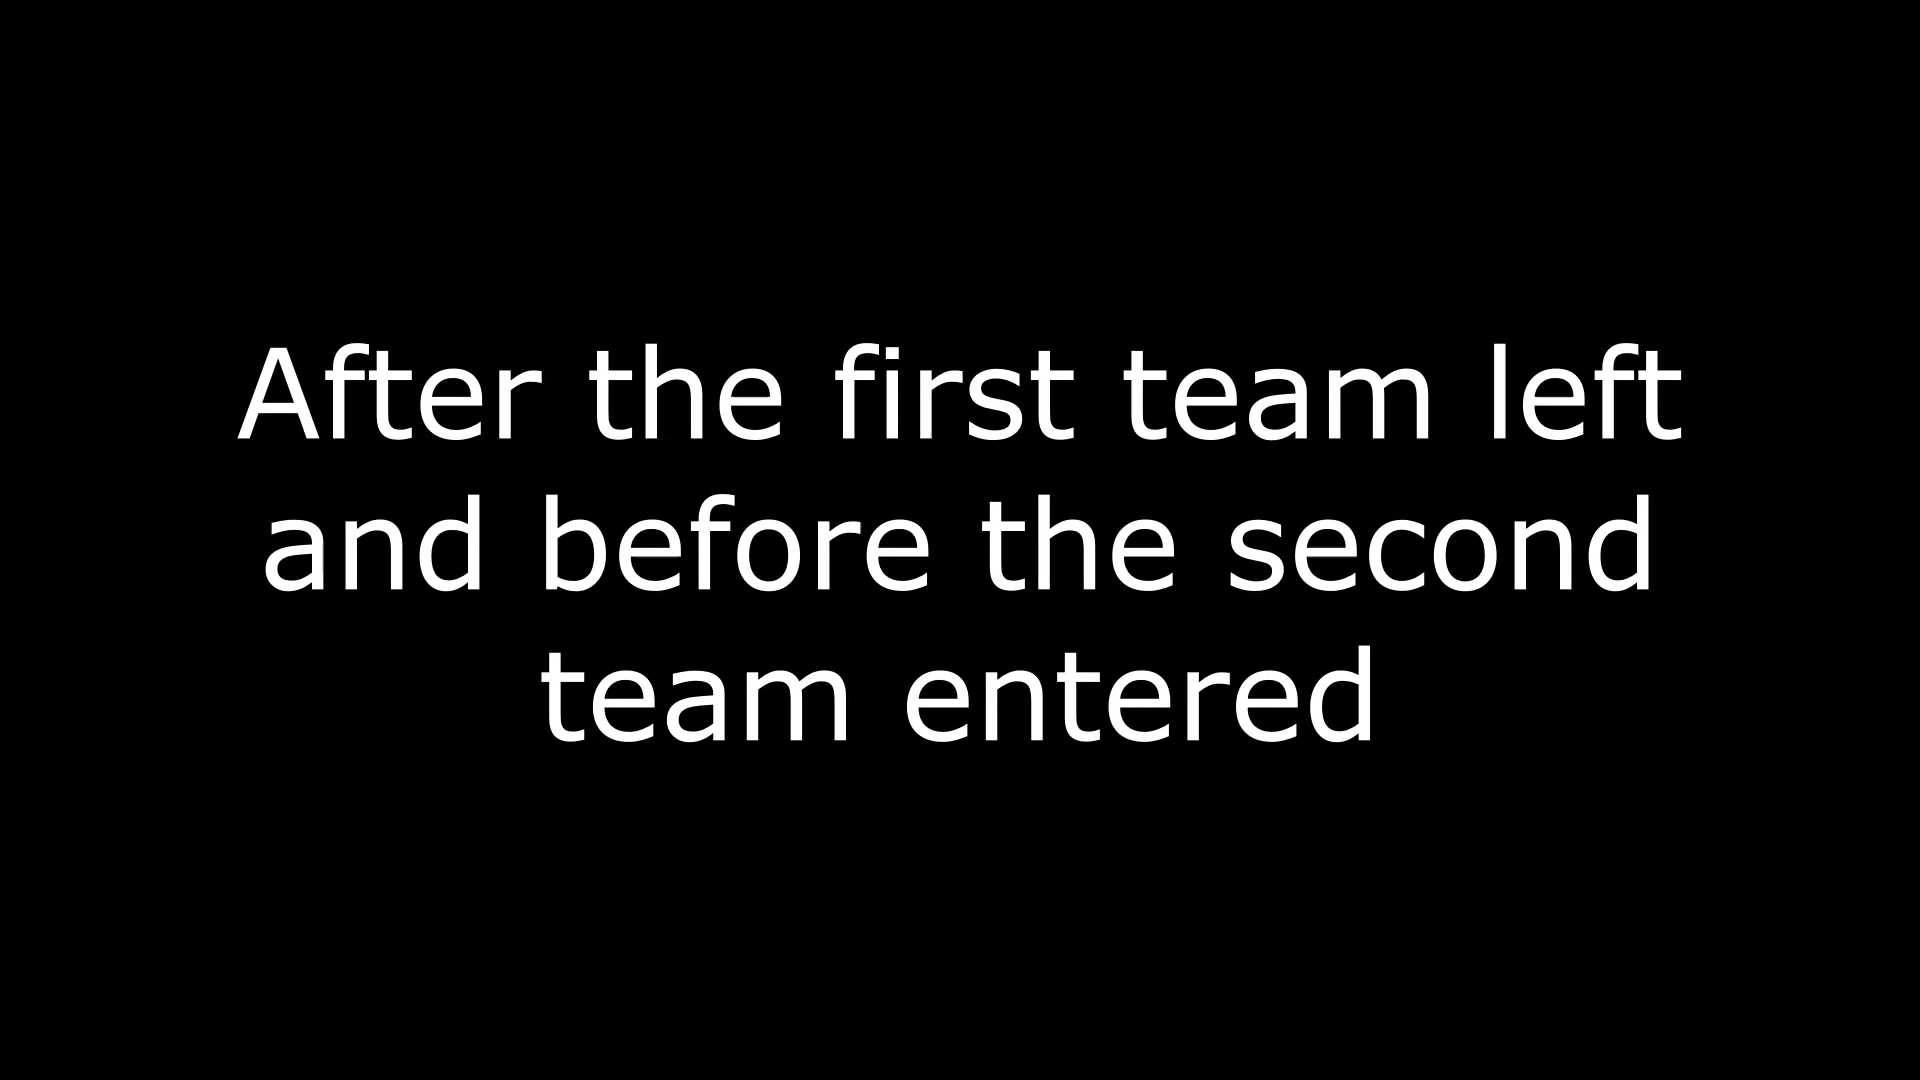 After the first team left
and before the second
team entered